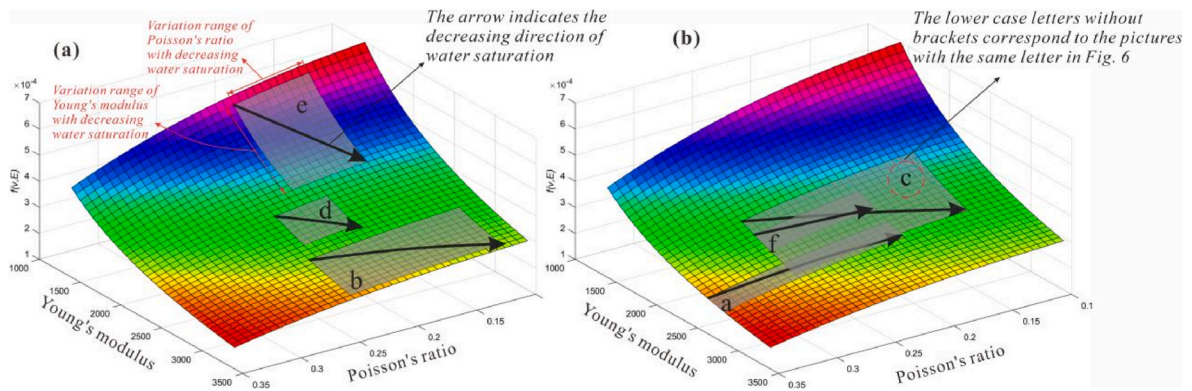 The arrow indicates the
decreasing direction of
water saturation
Variation range of
Poisson's ratio
with decreasing
water saturation
(a)
Variation range
of
Young's modulus
with decreasing
water saturation
×10⁻⁴
7
6
5
4
3
2
1
f(v,E)
e
d
b
1000
1500
2000
2500
3000
3500
Young's modulus
0.35
0.3
0.25
0.2
0.15
Poisson's ratio
The lower case letters without
brackets correspond to the pictures
with the same letter in Fig. 6
(b)
×10⁻⁴
7
6
5
4
3
2
1
f(v,E)
c
f
a
1000
1500
2000
2500
3000
3500
Young's modulus
0.35
0.3
0.25
0.2
0.15
0.1
Poisson's ratio